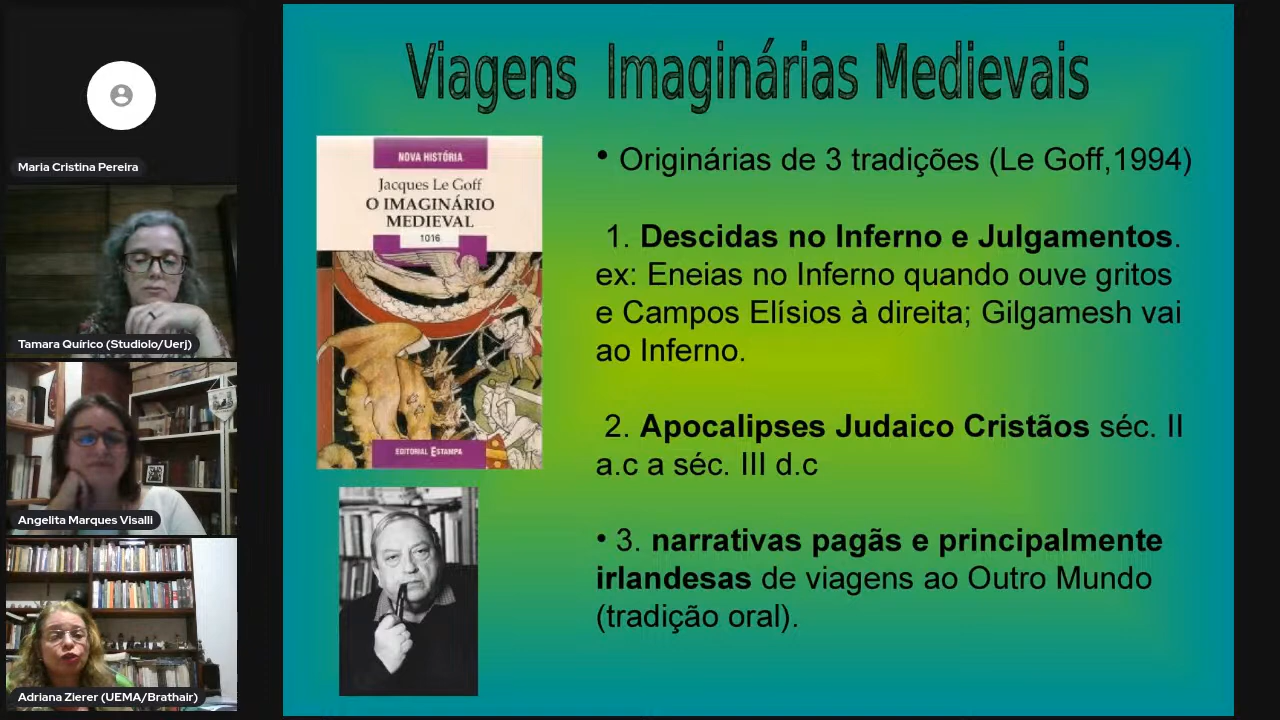 Maria Cristina Pereira
Tamara Quírico (Studiolo/Uerj)
Angelita Marques Visalli
Adriana Zierer (UEMA/Brathair)
Viagens Imaginárias Medievais
NOVA HISTÓRIA
Jacques Le Goff
O IMAGINÁRIO
MEDIEVAL
1016
EDITORIAL ESTAMPA
• Originárias de 3 tradições (Le Goff,1994)
1. Descidas no Inferno e Julgamentos.
ex: Eneias no Inferno quando ouve gritos
e Campos Elísios à direita; Gilgamesh vai
ao Inferno.
2. Apocalipses Judaico Cristãos séc. II
a.c a séc. III d.c
• 3. narrativas pagãs e principalmente
irlandesas de viagens ao Outro Mundo
(tradição oral).